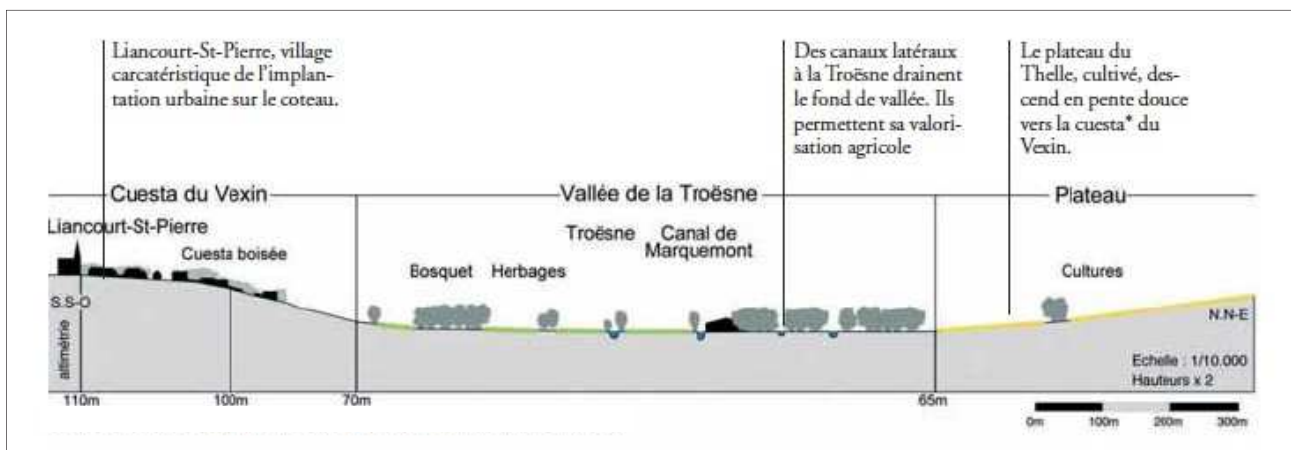 Liancourt-St-Pierre, village
carcatéristique de l'implan-
tation urbaine sur le coteau.
Des canaux latéraux
à la Troësne drainent
le fond de vallée. Ils
permettent sa valori-
sation agricole
Le plateau du
Thelle, cultivé, des-
cend en pente douce
vers la cuesta* du
Vexin.
Cuesta du Vexin
Vallée de la Troësne
Plateau
Liancourt-St-Pierre
Cuesta boisée
Bosquet
Herbages
Troësne
Canal de
Marquemont
Cultures
S.S-O
N.N-E
altimétrie
Echelle : 1/10.000
Hauteurs x 2
110m
100m
70m
65m
0m
100m
200m
300m